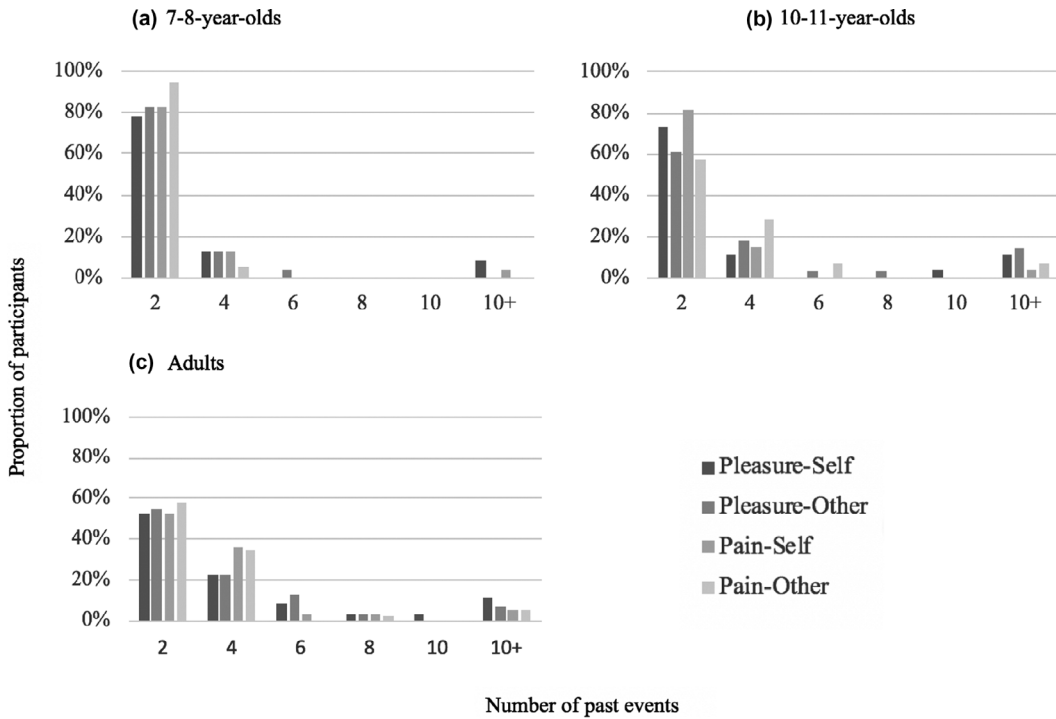 (a) 7-8-year-olds
(b) 10-11-year-olds
100%
80%
60%
40%
20%
0%
2 4 6 8 10 10+
100%
80%
60%
40%
20%
0%
2 4 6 8 10 10+
Proportion of participants
(c) Adults
100%
80%
60%
40%
20%
0%
2 4 6 8 10 10+
Pleasure-Self
Pleasure-Other
Pain-Self
Pain-Other
Number of past events